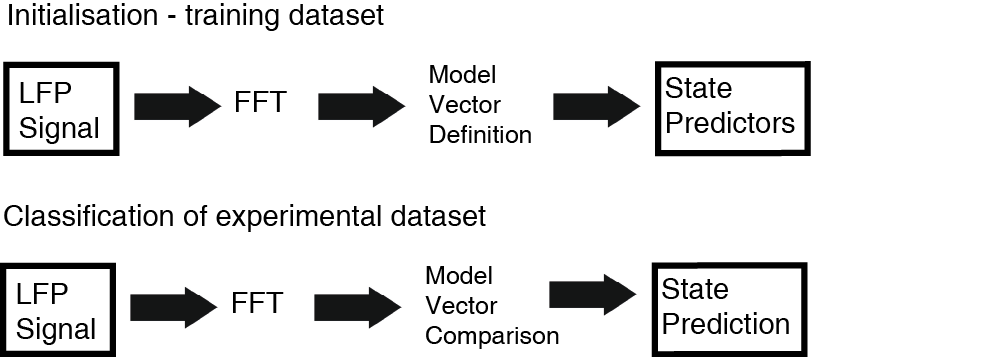 Initialisation - training dataset
LFP
Signal
FFT
Model
Vector
Definition
State
Predictors
Classification of experimental dataset
LFP
Signal
FFT
Model
Vector
Comparison
State
Prediction